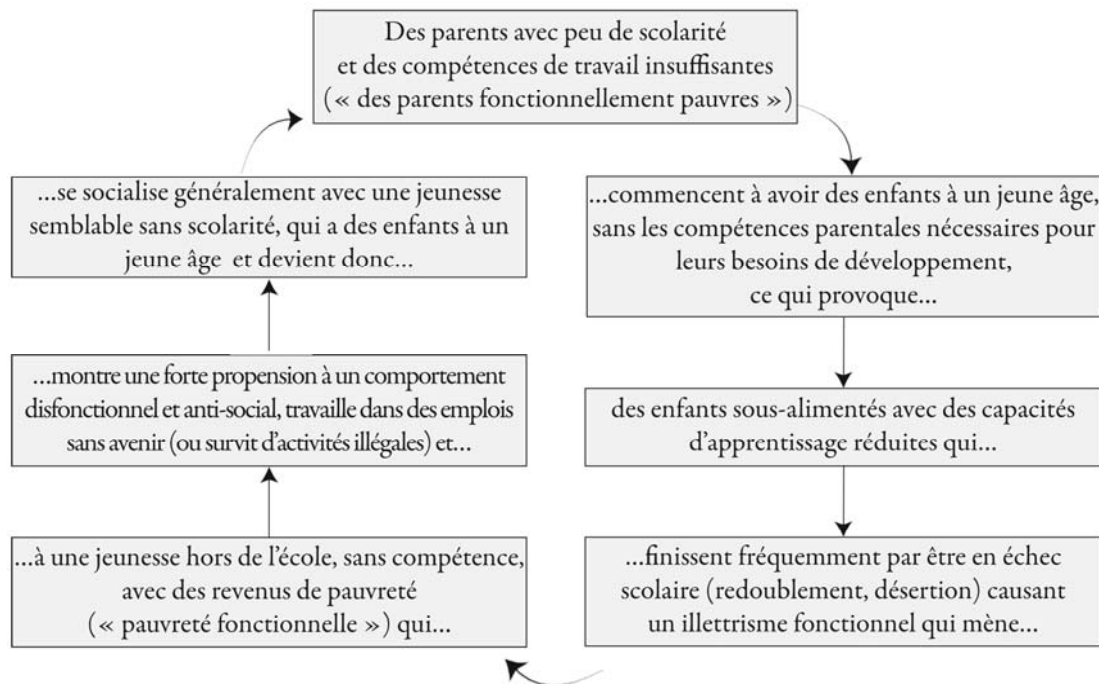 Des parents avec peu de scolarité
et des compétences de travail insuffisantes
(« des parents fonctionnellement pauvres »)
...commencent à avoir des enfants à un jeune âge,
sans les compétences parentales nécessaires pour
leurs besoins de développement,
ce qui provoque...
des enfants sous-alimentés avec des capacités
d'apprentissage réduites qui...
...finissent fréquemment par être en échec
scolaire (redoublement, désertion) causant
un illettrisme fonctionnel qui mène...
...à une jeunesse hors de l'école, sans compétence,
avec des revenus de pauvreté
(« pauvreté fonctionnelle ») qui...
...montre une forte propension à un comportement
disfonctionnel et anti-social, travaille dans des emplois
sans avenir (ou survit d'activités illégales) et...
...se socialise généralement avec une jeunesse
semblable sans scolarité, qui a des enfants à un
jeune âge et devient donc...